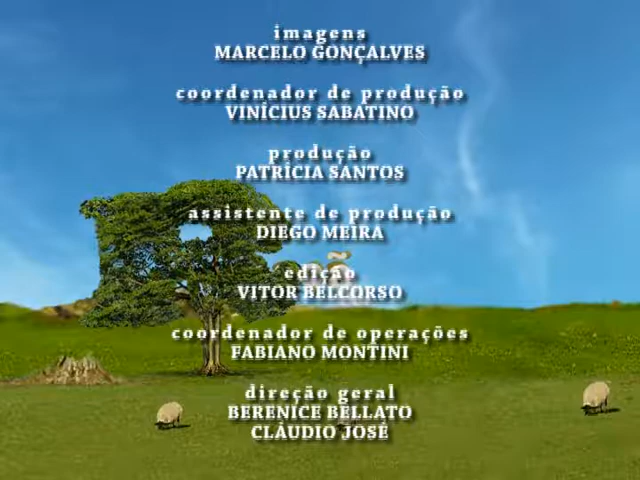 imagens
MARCELO GONÇALVES
coordenador de produção
VINÍCIUS SABATINO
produção
PATRÍCIA SANTOS
assistente de produção
DIEGO MEIRA
edição
VITOR BELCORSO
coordenador de operações
FABIANO MONTINI
direção geral
BERENICE BELLATO
CLÁUDIO JOSÉ